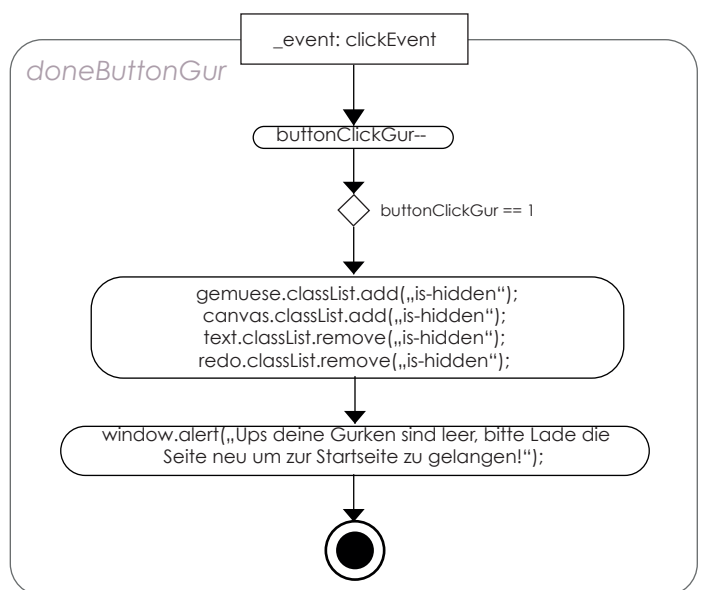 _event: clickEvent
doneButtonGur
buttonClickGur--
buttonClickGur == 1
gemuese.classList.add(„is-hidden“);
canvas.classList.add(„is-hidden“);
text.classList.remove(„is-hidden“);
redo.classList.remove(„is-hidden“);
window.alert(„Ups deine Gurken sind leer, bitte Lade die
Seite neu um zur Startseite zu gelangen!“);